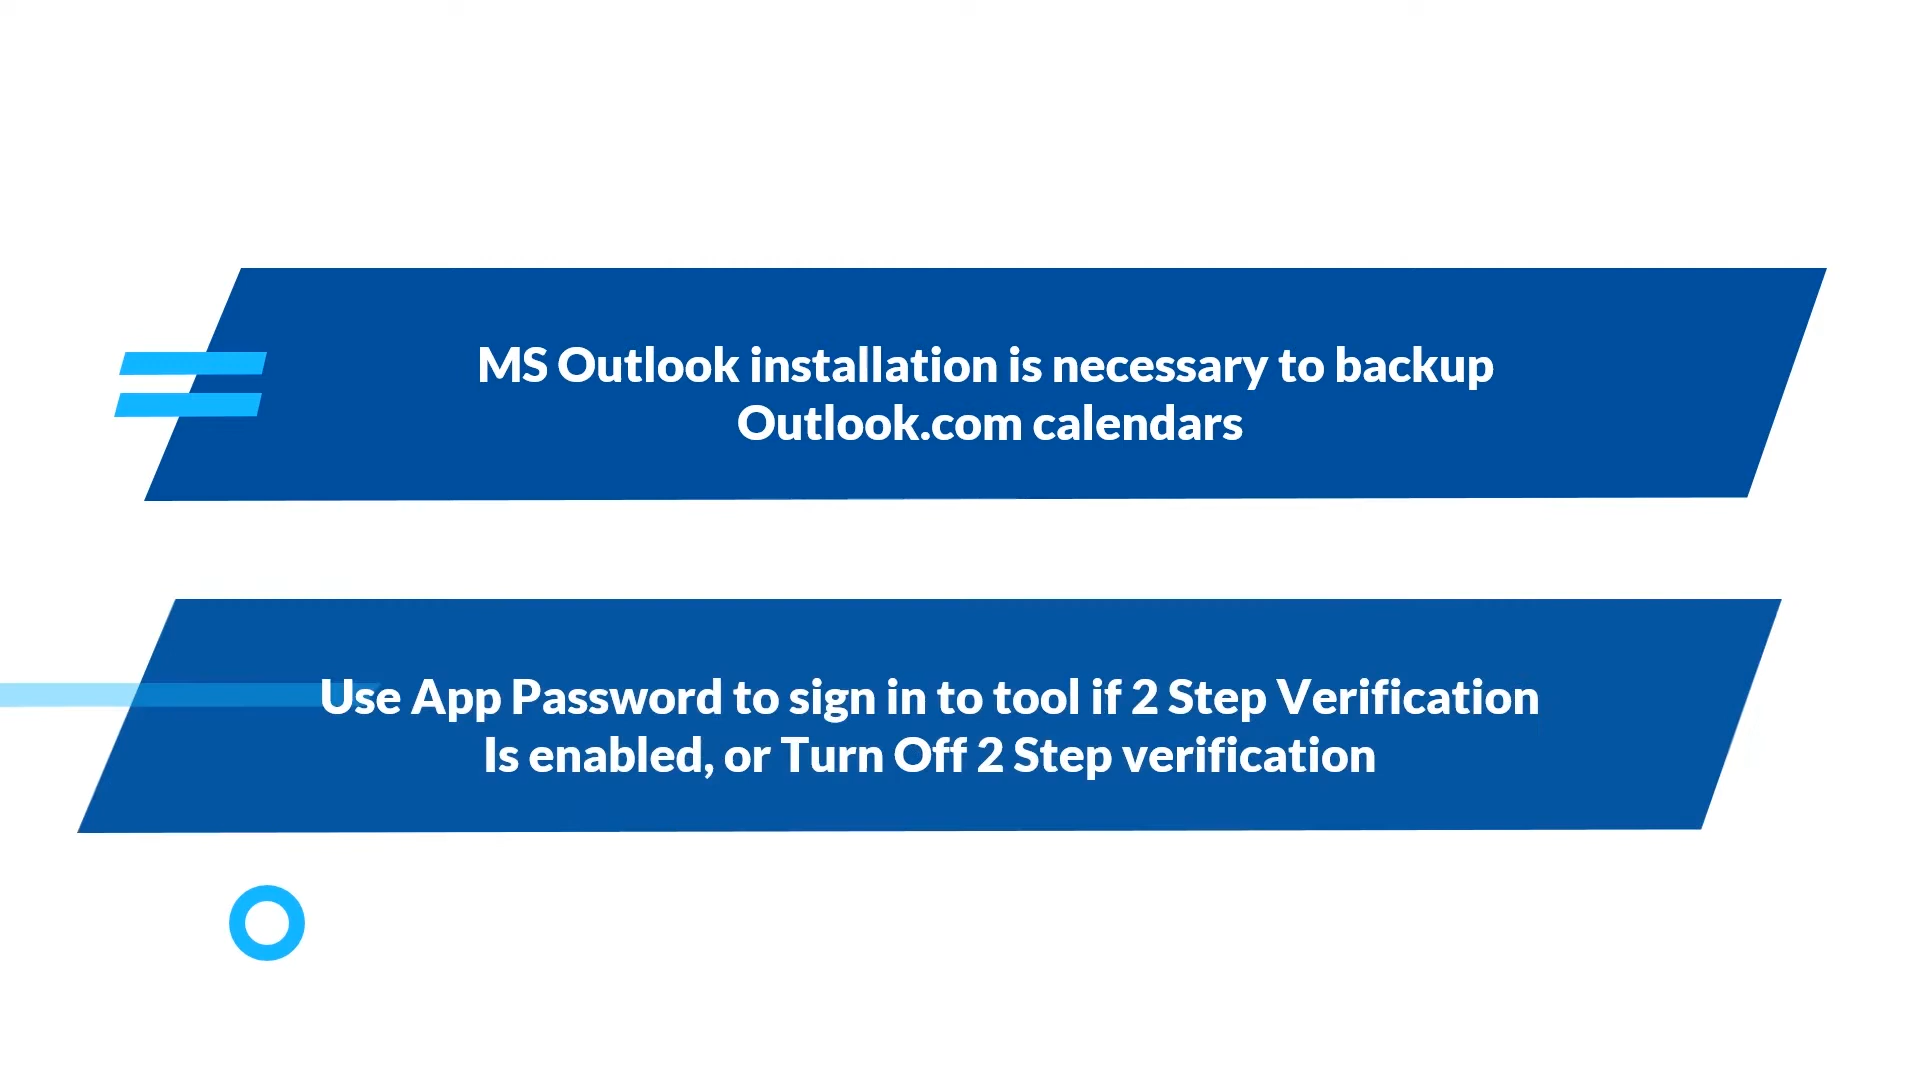 MS Outlook installation is necessary to backup
Outlook.com calendars
Use App Password to sign in to tool if 2 Step Verification
Is enabled, or Turn Off 2 Step verification